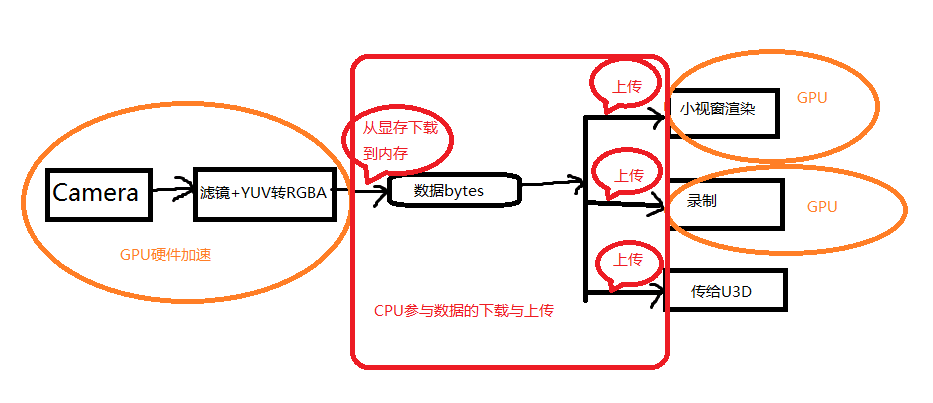 上传
小视窗渲染
GPU
从显存下载
到内存
Camera
滤镜+YUV转RGBA
数据bytes
上传
录制
GPU
GPU硬件加速
上传
传给U3D
CPU参与数据的下载与上传